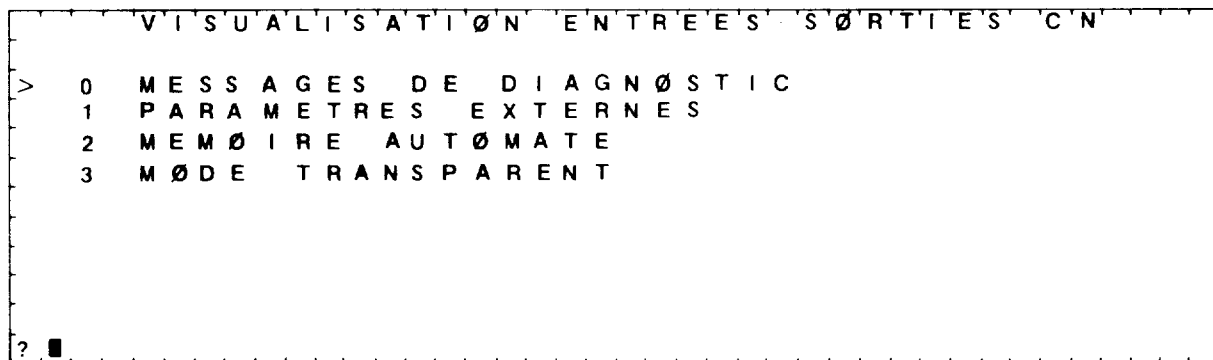 VISUALISATIØN ENTREES SØRTIES CN
> 0 MESSAGES DE DIAGNØSTIC
1 PARAMETRES EXTERNES
2 MEMØIRE AUTØMATE
3 MØDE TRANSPARENT
?